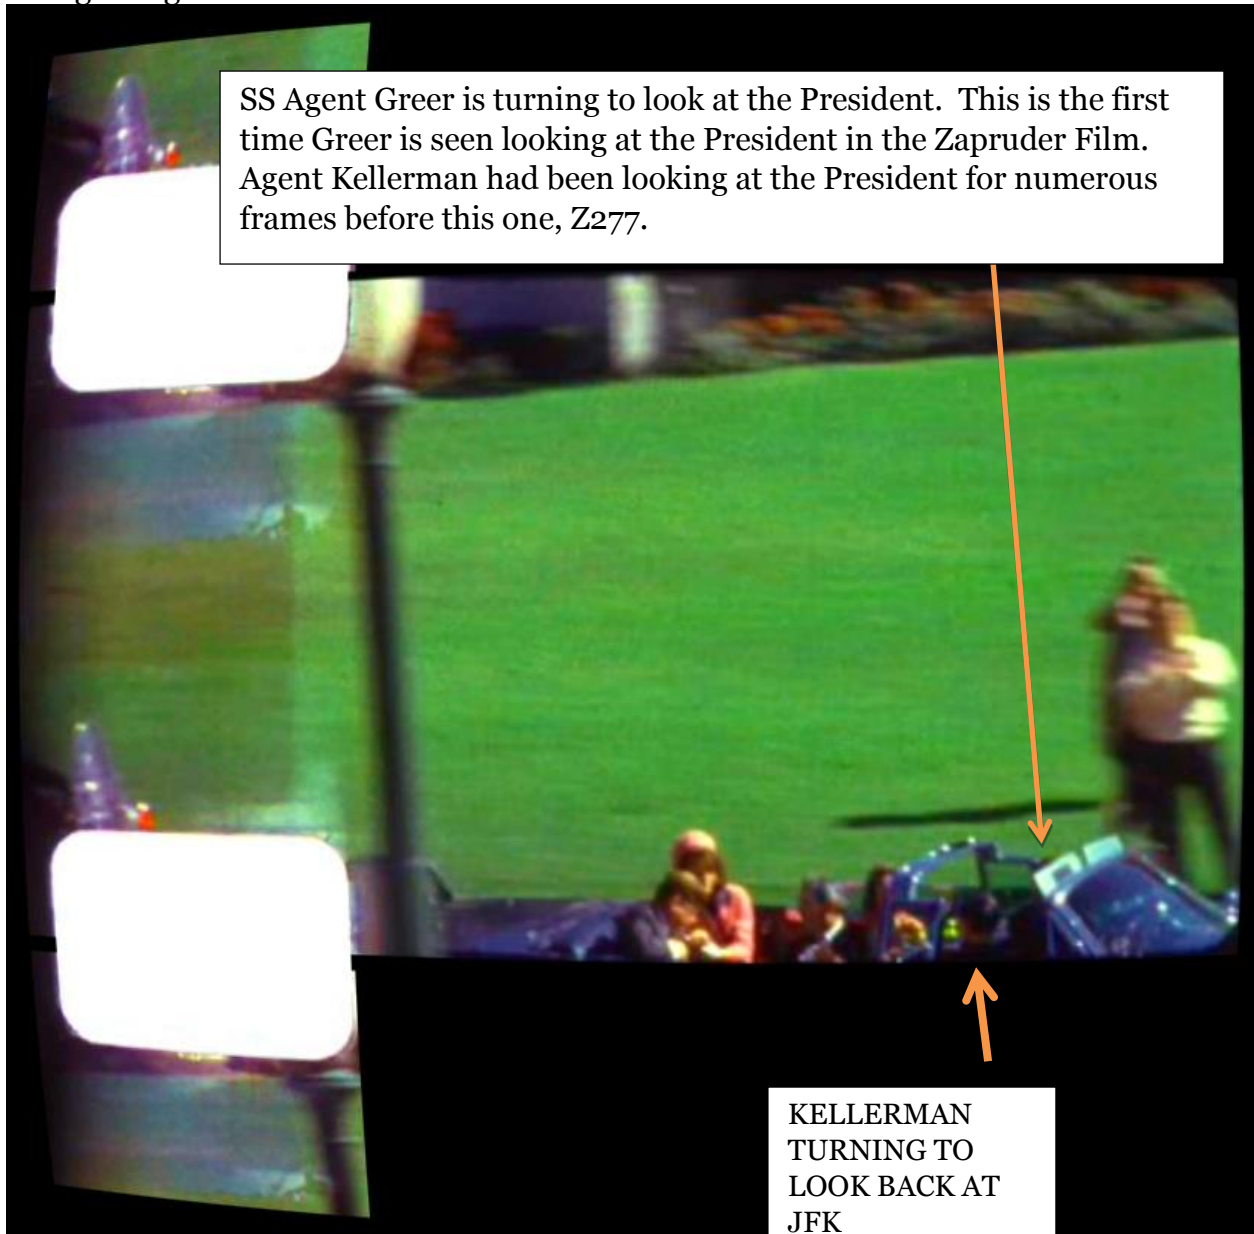 SS Agent Greer is turning to look at the President.  This is the first
time Greer is seen looking at the President in the Zapruder Film.
Agent Kellerman had been looking at the President for numerous
frames before this one, Z277.
KELLERMAN
TURNING TO
LOOK BACK AT
JFK